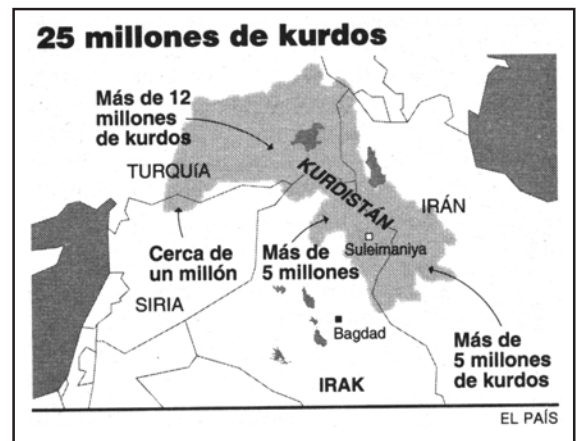 25 millones de kurdos
Más de 12
millones
de kurdos
TURQUÍA
KURDISTÁN
IRÁN
Suleimaniya
Cerca de
un millón
Más de
5 millones
SIRIA
Bagdad
Más de
5 millones
de kurdos
IRAK
EL PAÍS